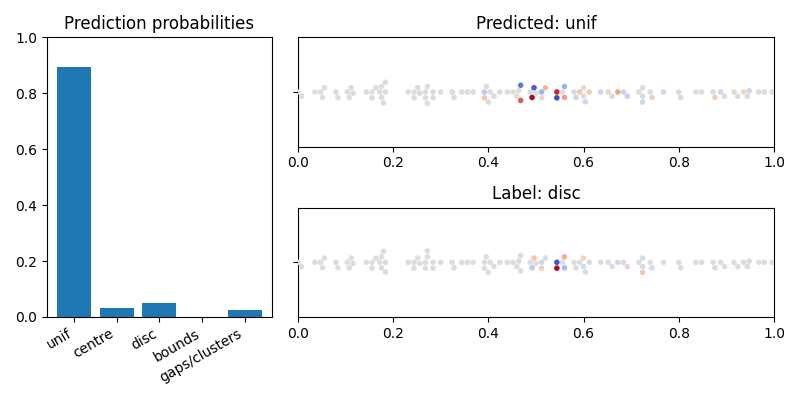 Prediction probabilities
1.0
0.8
0.6
0.4
0.2
0.0
unif
centre
disc
bounds
gaps/clusters
Predicted: unif
0.0 0.2 0.4 0.6 0.8 1.0
Label: disc
0.0 0.2 0.4 0.6 0.8 1.0